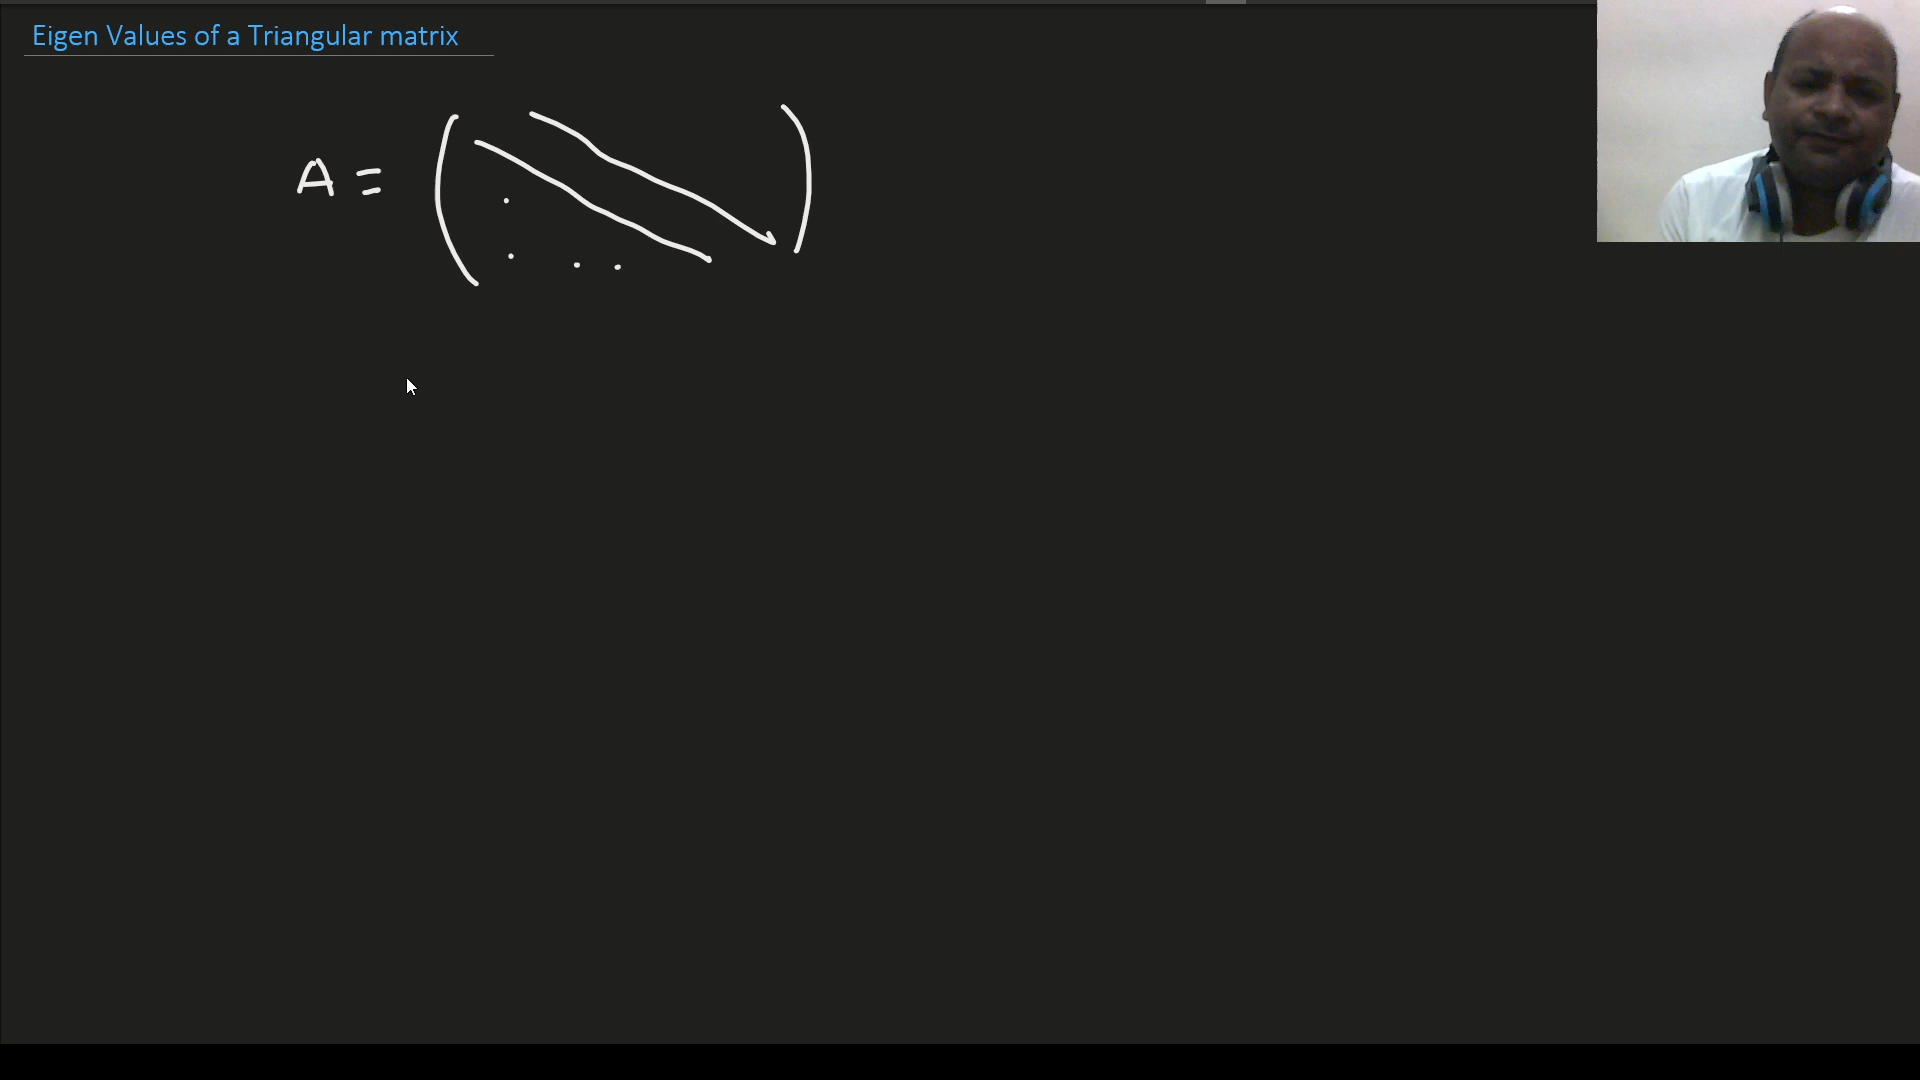 Eigen Values of a Triangular matrix
A =